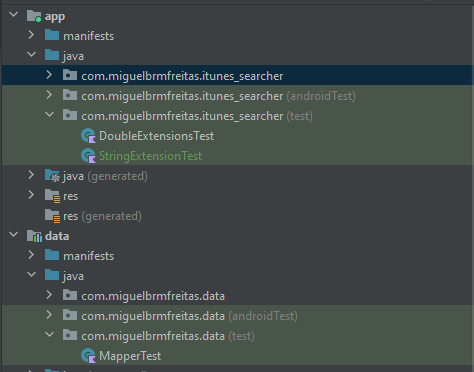 app
manifests
java
com.miguelbrmfreitas.itunes_searcher
com.miguelbrmfreitas.itunes_searcher (androidTest)
com.miguelbrmfreitas.itunes_searcher (test)
DoubleExtensionsTest
StringExtensionTest
java (generated)
res
res (generated)
data
manifests
java
com.miguelbrmfreitas.data
com.miguelbrmfreitas.data (androidTest)
com.miguelbrmfreitas.data (test)
MapperTest